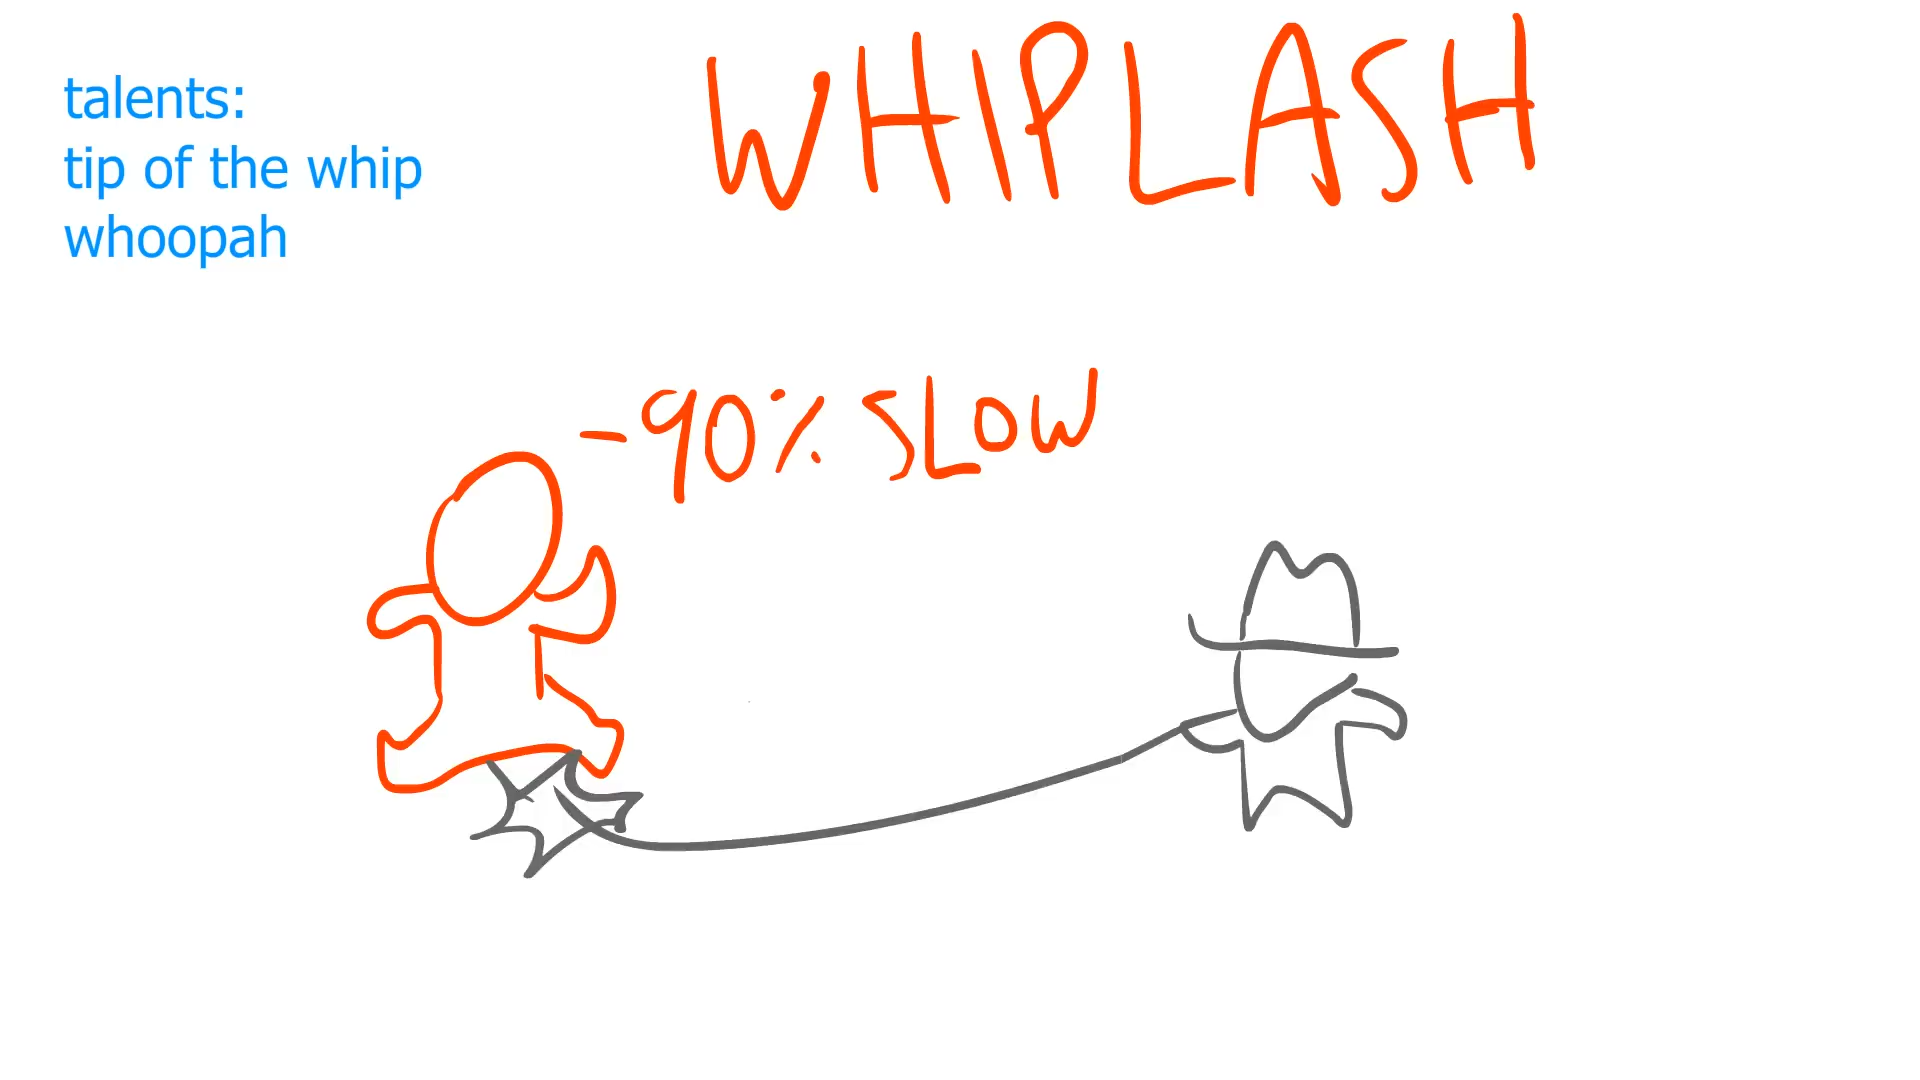 WHIPLASH
talents:
tip of the whip
whoopah
-90% SLOW